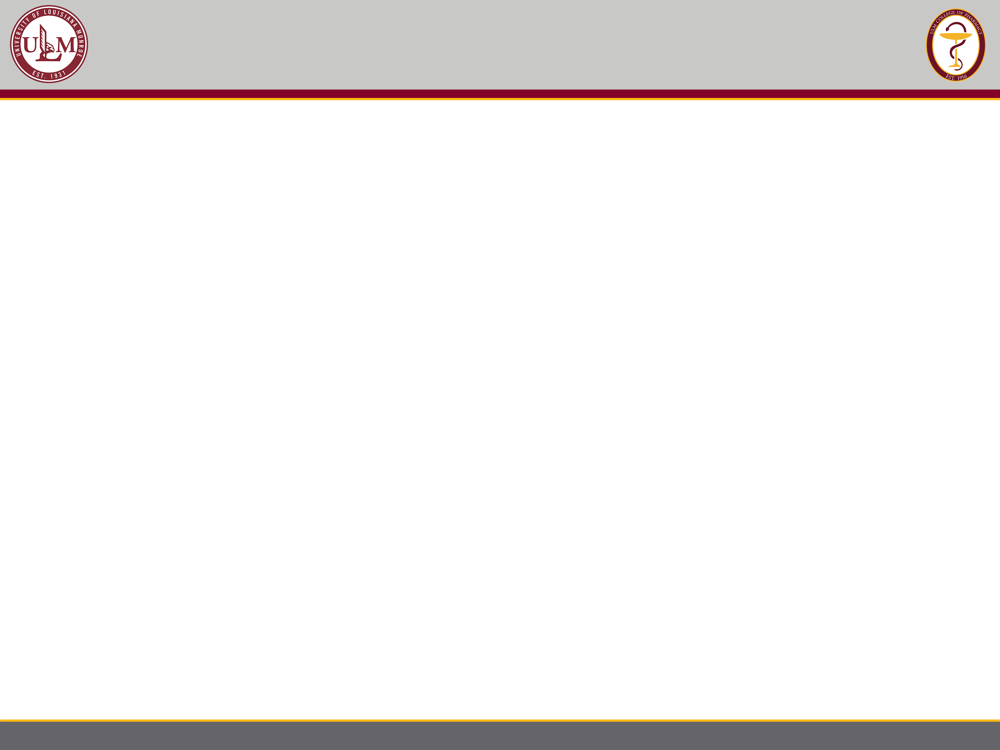 UNIVERSITY OF LOUISIANA MONROE
ULM
EST. 1931
ULM COLLEGE OF PHARMACY
EST. 1956